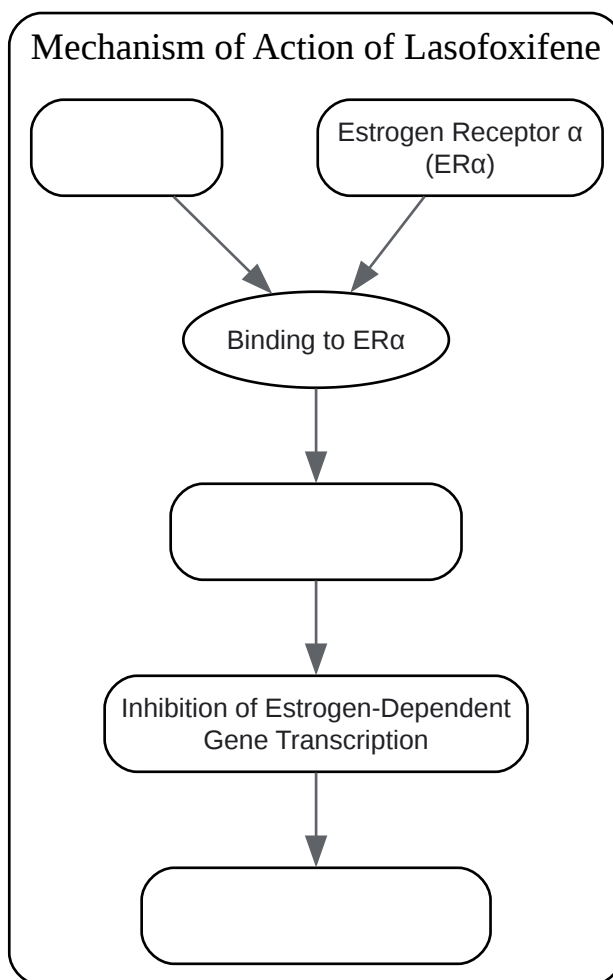 Mechanism of Action of Lasofoxifene
Estrogen Receptor α
(ERα)
Binding to ERα
Inhibition of Estrogen-Dependent
Gene Transcription